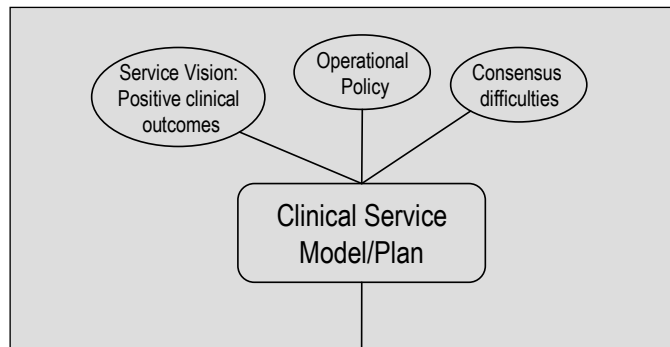 Service Vision:
Positive clinical
outcomes
Operational
Policy
Consensus
difficulties
Clinical Service
Model/Plan